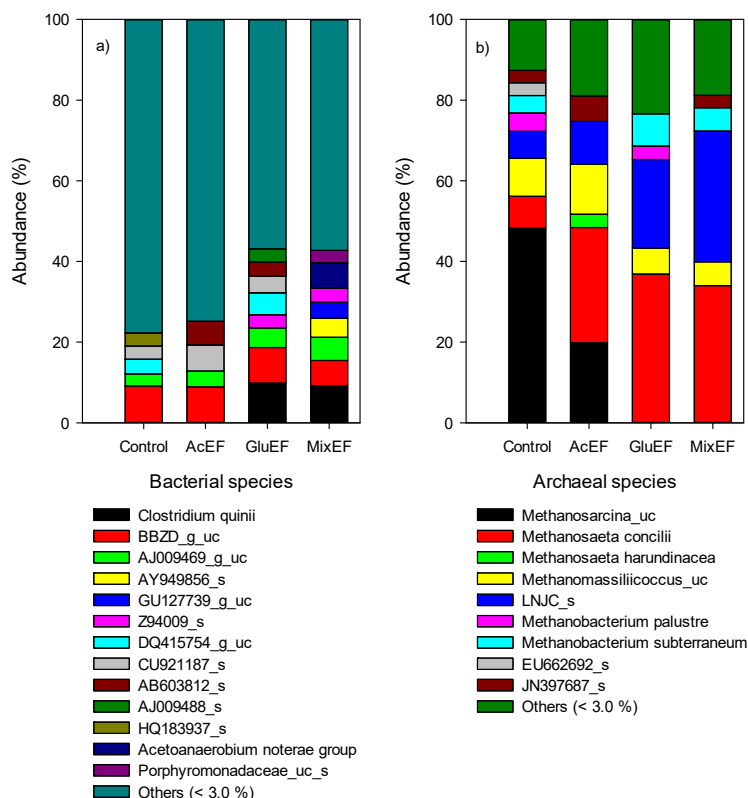 a)
100
80
60
40
20
0
Abundance (%)
Control AcEF GluEF MixEF
Bacterial species
Clostridium quinii
BBZD_g_uc
AJ009469_g_uc
AY949856_s
GU127739_g_uc
Z94009_s
DQ415754_g_uc
CU921187_s
AB603812_s
AJ009488_s
HQ183937_s
Acetoanaerobium noterae group
Porphyromonadaceae_uc_s
Others (< 3.0 %)
b)
100
80
60
40
20
0
Abundance (%)
Control AcEF GluEF MixEF
Archaeal species
Methanosarcina_uc
Methanosaeta concilii
Methanosaeta harundinacea
Methanomassiliicoccus_uc
LNJC_s
Methanobacterium palustre
Methanobacterium subterraneum
EU662692_s
JN397687_s
Others (< 3.0 %)